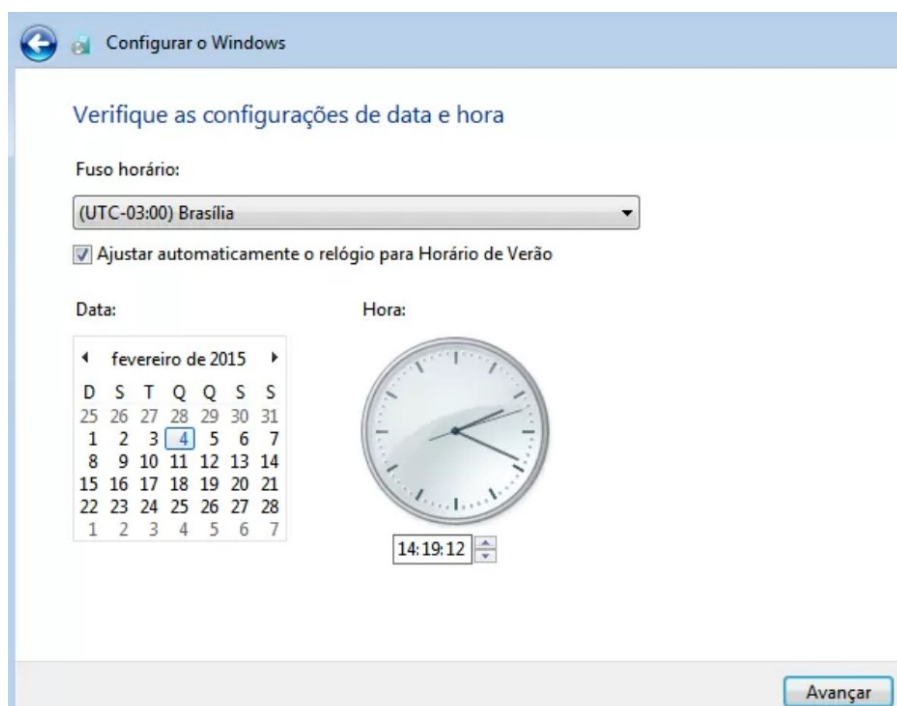 Configurar o Windows
Verifique as configurações de data e hora
Fuso horário:
(UTC-03:00) Brasília
Ajustar automaticamente o relógio para Horário de Verão
Data:
Hora:
fevereiro de 2015
D S T Q Q S S
25 26 27 28 29 30 31
1 2 3 4 5 6 7
8 9 10 11 12 13 14
15 16 17 18 19 20 21
22 23 24 25 26 27 28
1 2 3 4 5 6 7
14:19:12
Avançar